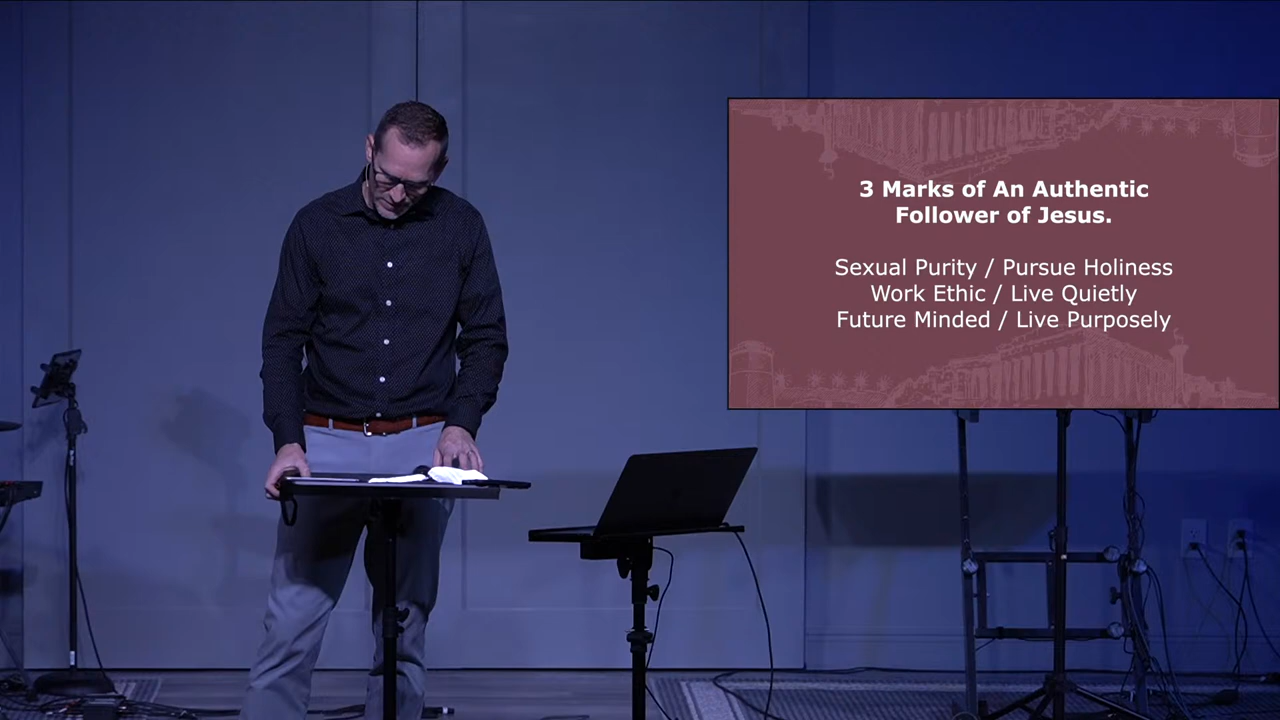 3 Marks of An Authentic
Follower of Jesus.
Sexual Purity / Pursue Holiness
Work Ethic / Live Quietly
Future Minded / Live Purposely